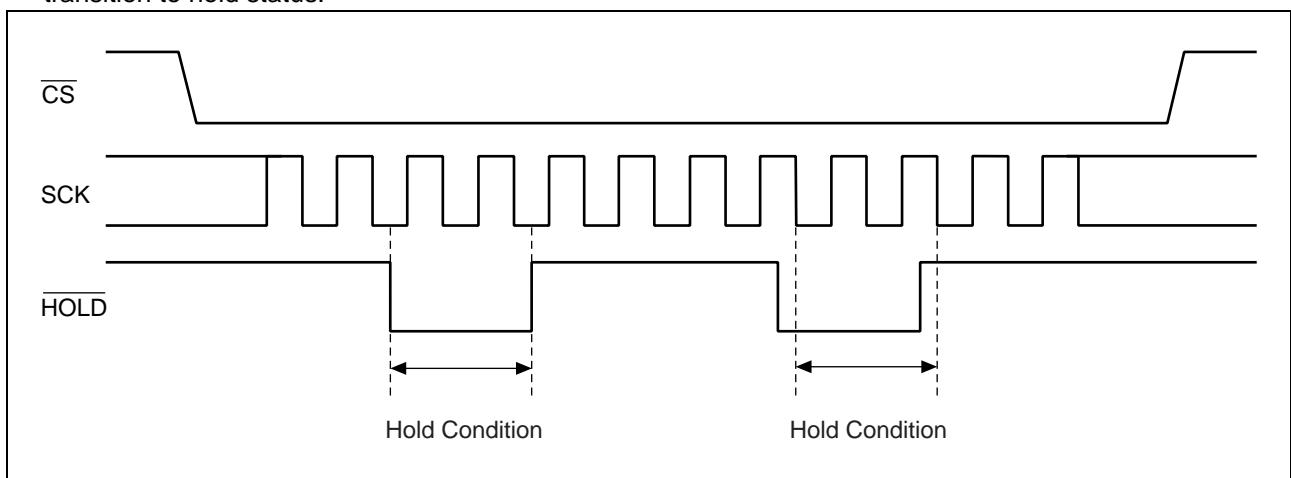 transition to hold status.
CS
SCK
HOLD
Hold Condition Hold Condition